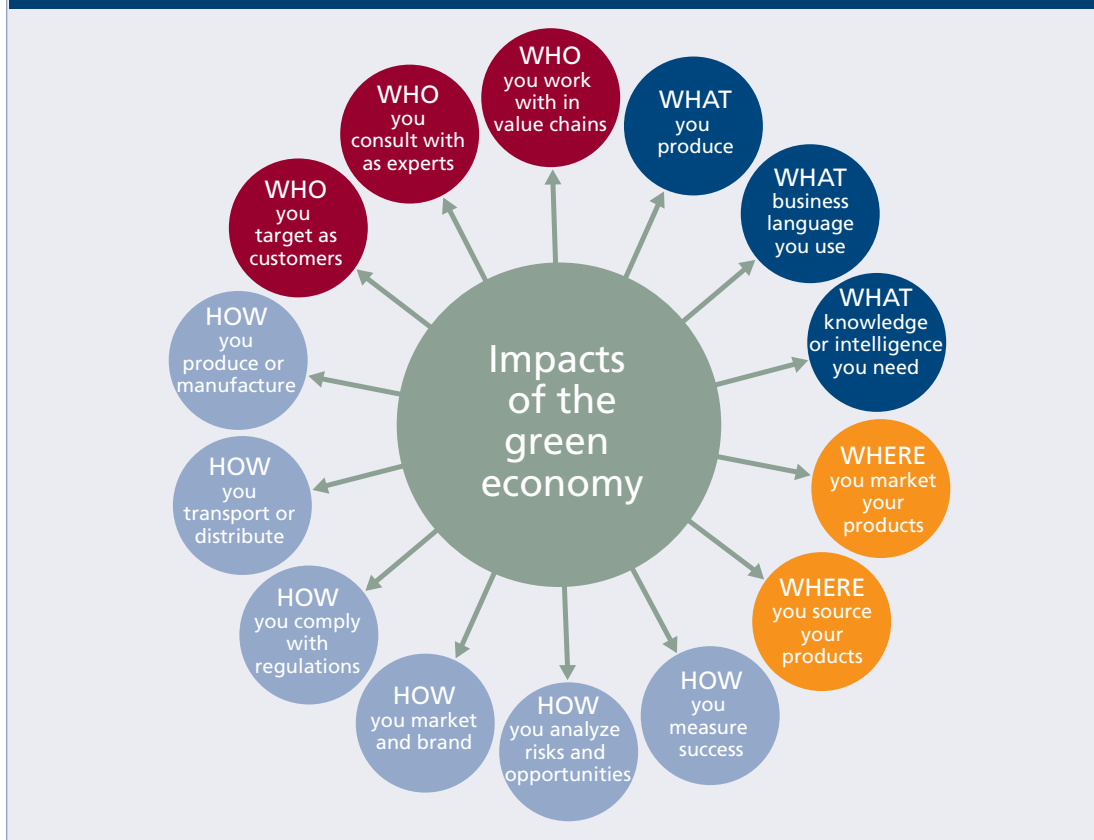 WHO
you work
with in
value chains
WHAT
you
produce
WHAT
business
language
you use
WHAT
knowledge
or intelligence
you need
WHERE
you market
your
products
WHERE
you source
your
products
HOW
you
measure
success
HOW
you analyze
risks and
opportunities
HOW
you market
and brand
HOW
you comply
with
regulations
HOW
you
transport or
distribute
HOW
you
produce or
manufacture
WHO
you
target as
customers
WHO
you
consult with
as experts
Impacts
of the
green
economy